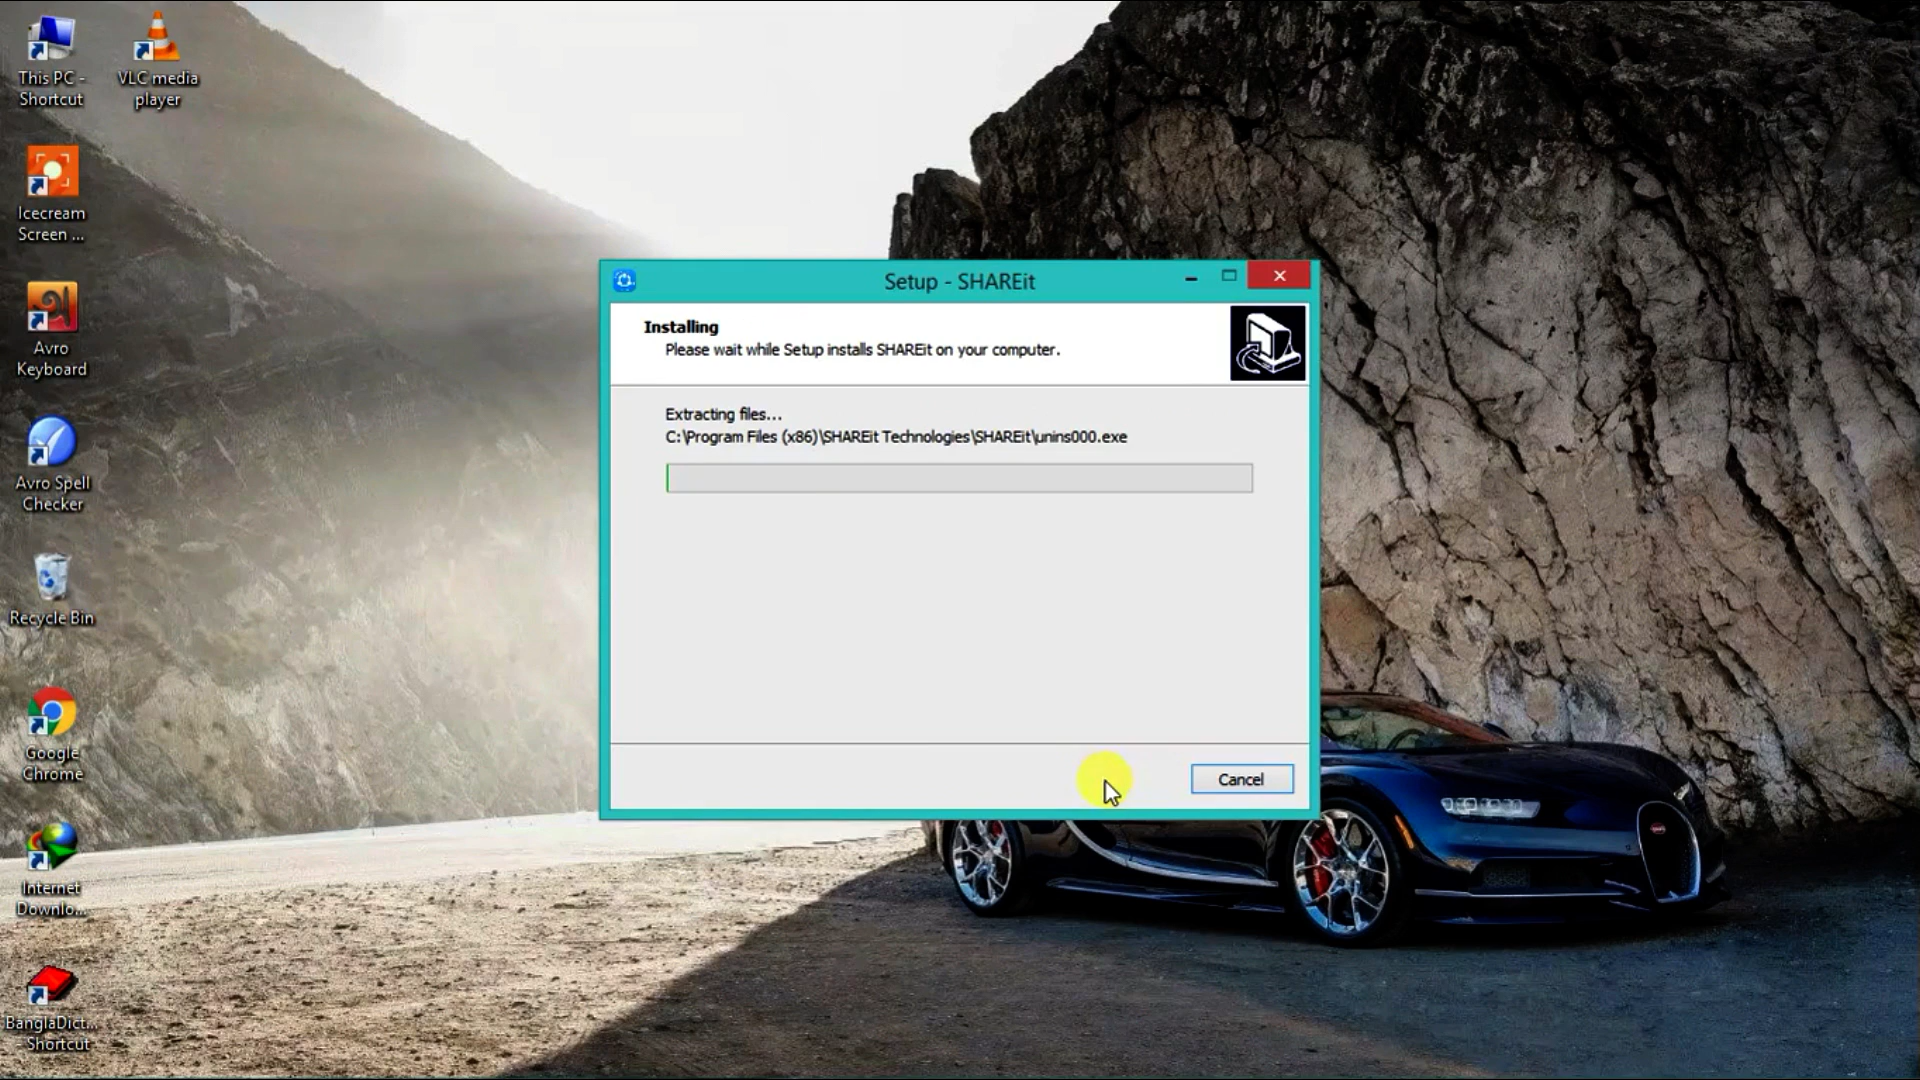 This PC -
Shortcut
VLC media
player
Icecream
Screen ...
Avro
Keyboard
Avro Spell
Checker
Recycle Bin
Google
Chrome
Internet
Downlo...
BanglaDict...
- Shortcut
Setup - SHAREit
Installing
Please wait while Setup installs SHAREit on your computer.
Extracting files...
C:\Program Files (x86)\SHAREit Technologies\SHAREit\unins000.exe
Cancel